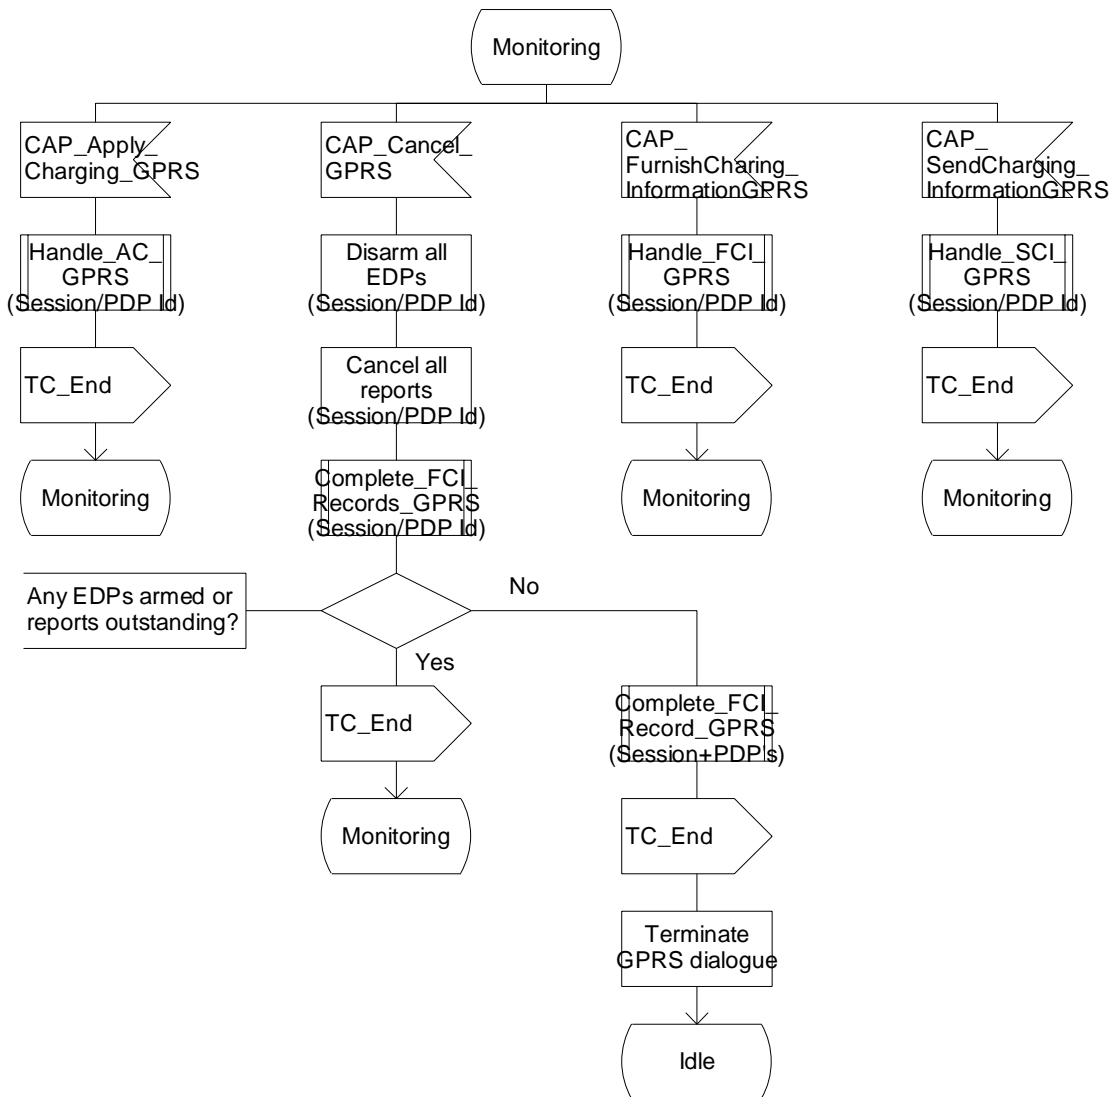 Monitoring
CAP_Apply_
Charging_GPRS
CAP_Cancel_
GPRS
CAP_
FurnishCharing_
InformationGPRS
CAP_
SendCharging_
InformationGPRS
Handle_AC_
GPRS
(Session/PDP Id)
Disarm all
EDPs
(Session/PDP Id)
Handle_FCI_
GPRS
(Session/PDP Id)
Handle_SCI_
GPRS
(Session/PDP Id)
TC_End
Cancel all
reports
(Session/PDP Id)
TC_End
TC_End
Monitoring
Complete_FCI_
Records_GPRS
(Session/PDP Id)
Monitoring
Monitoring
Any EDPs armed or
reports outstanding?
No
Yes
TC_End
Complete_FCI_
Record_GPRS
(Session+PDP's)
Monitoring
TC_End
Terminate
GPRS dialogue
Idle